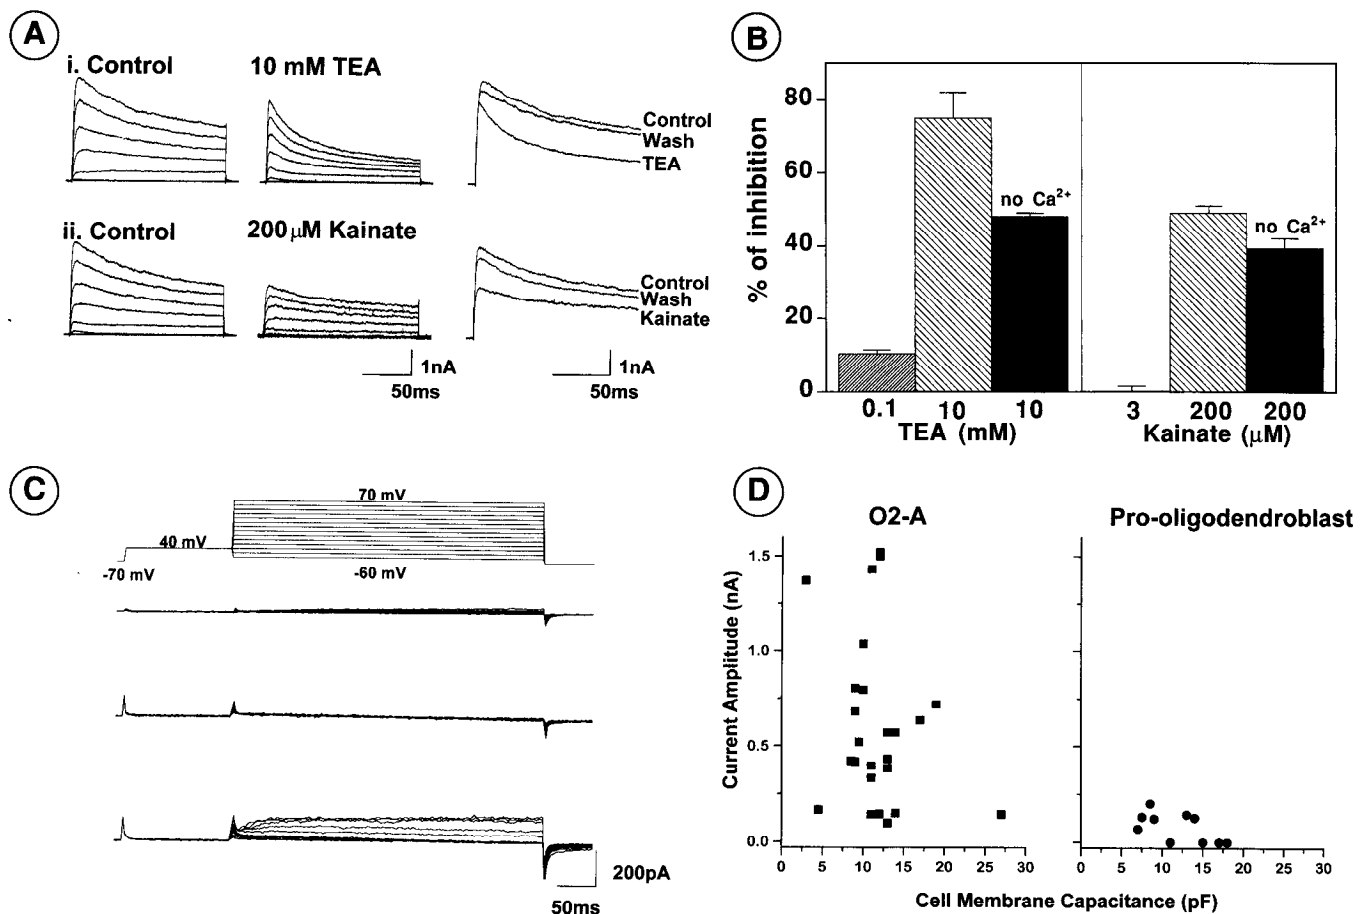 A
i. Control
10 mM TEA
Control
Wash
TEA
ii. Control
200 μM Kainate
Control
Wash
Kainate
1nA
50ms
1nA
50ms
B
% of inhibition
80
60
40
20
0
no Ca²⁺
no Ca²⁺
0.1 10 10
TEA (mM)
3 200 200
Kainate (μM)
C
70 mV
40 mV
-70 mV
-60 mV
200pA
50ms
D
O2-A
Pro-oligodendroblast
Current Amplitude (nA)
1.5
1.0
0.5
0.0
0 5 10 15 20 25 30
0 5 10 15 20 25 30
Cell Membrane Capacitance (pF)